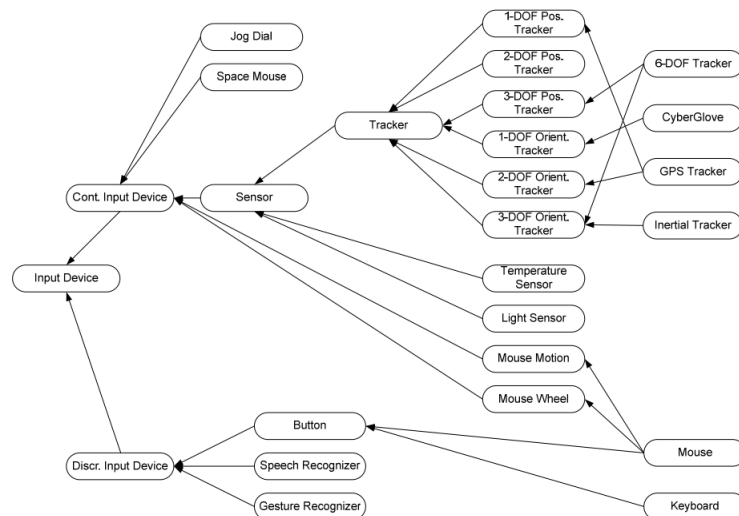 Jog Dial
Space Mouse
Cont. Input Device
Sensor
Input Device
Discr. Input Device
Button
Speech Recognizer
Gesture Recognizer
Tracker
1-DOF Pos.
Tracker
2-DOF Pos.
Tracker
3-DOF Pos.
Tracker
1-DOF Orient.
Tracker
2-DOF Orient.
Tracker
3-DOF Orient.
Tracker
Temperature
Sensor
Light Sensor
Mouse Motion
Mouse Wheel
6-DOF Tracker
CyberGlove
GPS Tracker
Inertial Tracker
Mouse
Keyboard